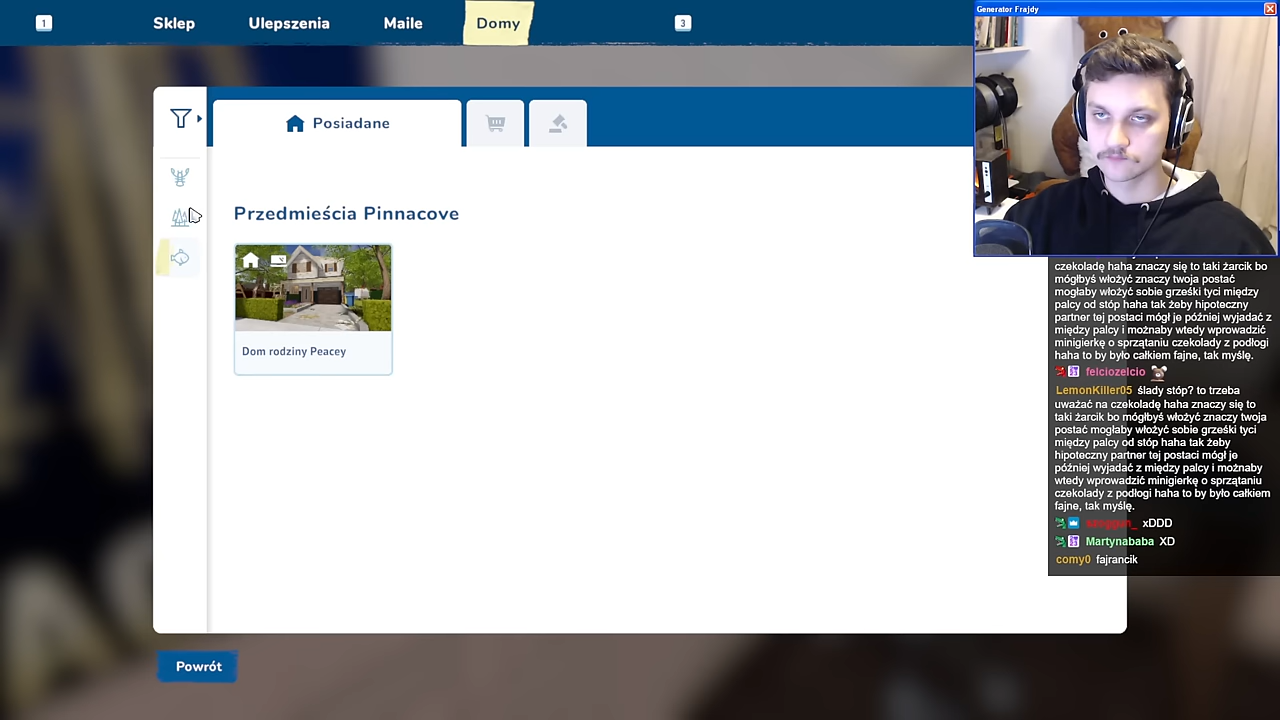 1
Sklep
Ulepszenia
Maile
Domy
3
Generator Frajdy
Posiadane
Przedmieścia Pinnacove
Dom rodziny Peacey
Powrót
czekoladę haha znaczy się to taki żarcik bo
mógłbyś włożyć znaczy twoja postać
mogłaby włożyć sobie grześki tyci między
palcy od stóp haha tak żeby hipoteczny
partner tej postaci mógł je później wyjadać z
między palcy i możnaby wtedy wprowadzić
minigierkę o sprzątaniu czekolady z podłogi
haha to by było całkiem fajne, tak myślę.
felciozelcio
LemonKiller05 ślady stóp? to trzeba
uważać na czekoladę haha znaczy się to
taki żarcik bo mógłbyś włożyć znaczy twoja
postać mogłaby włożyć sobie grześki tyci
między palcy od stóp haha tak żeby
hipoteczny partner tej postaci mógł je
później wyjadać z między palcy i możnaby
wtedy wprowadzić minigierkę o sprzątaniu
czekolady z podłogi haha to by było całkiem
fajne, tak myślę.
xDDD
Martynababa XD
comy0 fajrancik